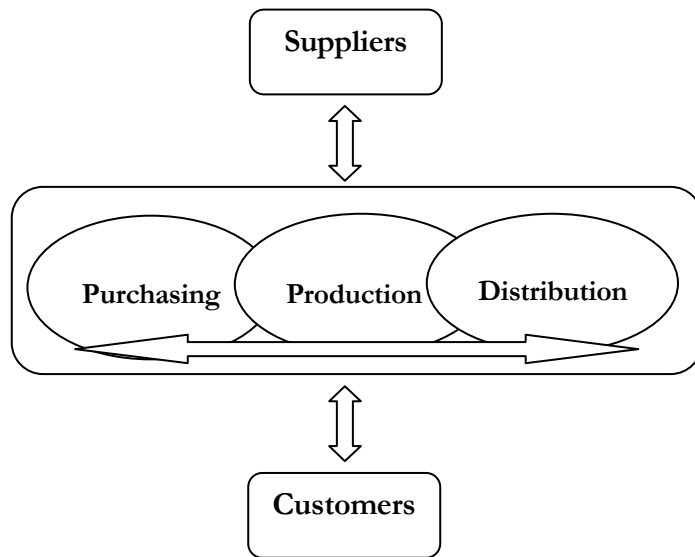 Suppliers
Purchasing
Production
Distribution
Customers